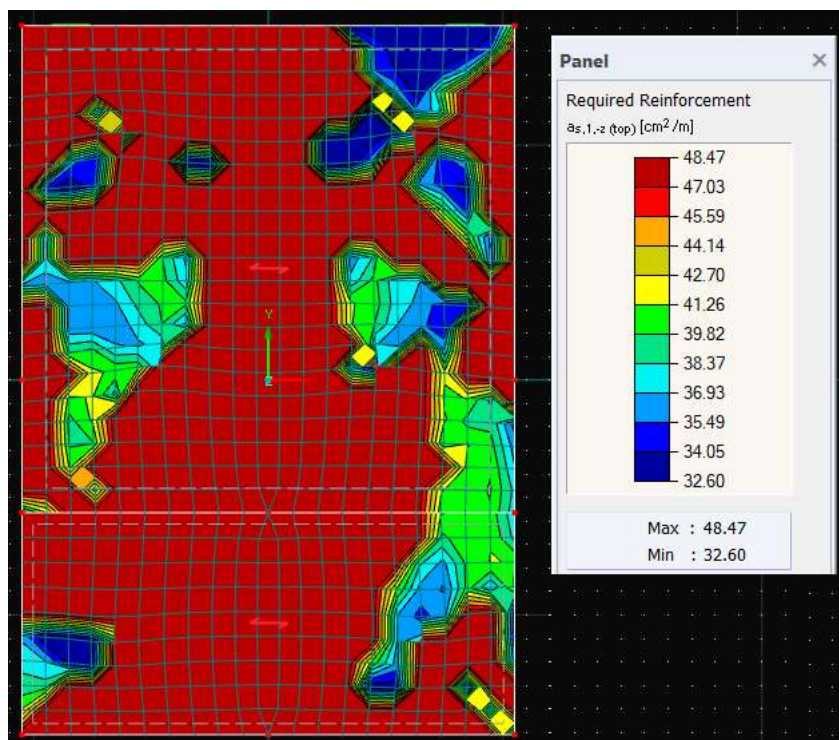 Panel
Required Reinforcement
as,1,-z (top) [cm²/m]
48.47
47.03
45.59
44.14
42.70
41.26
39.82
38.37
36.93
35.49
34.05
32.60
Y
Z
Max : 48.47
Min : 32.60